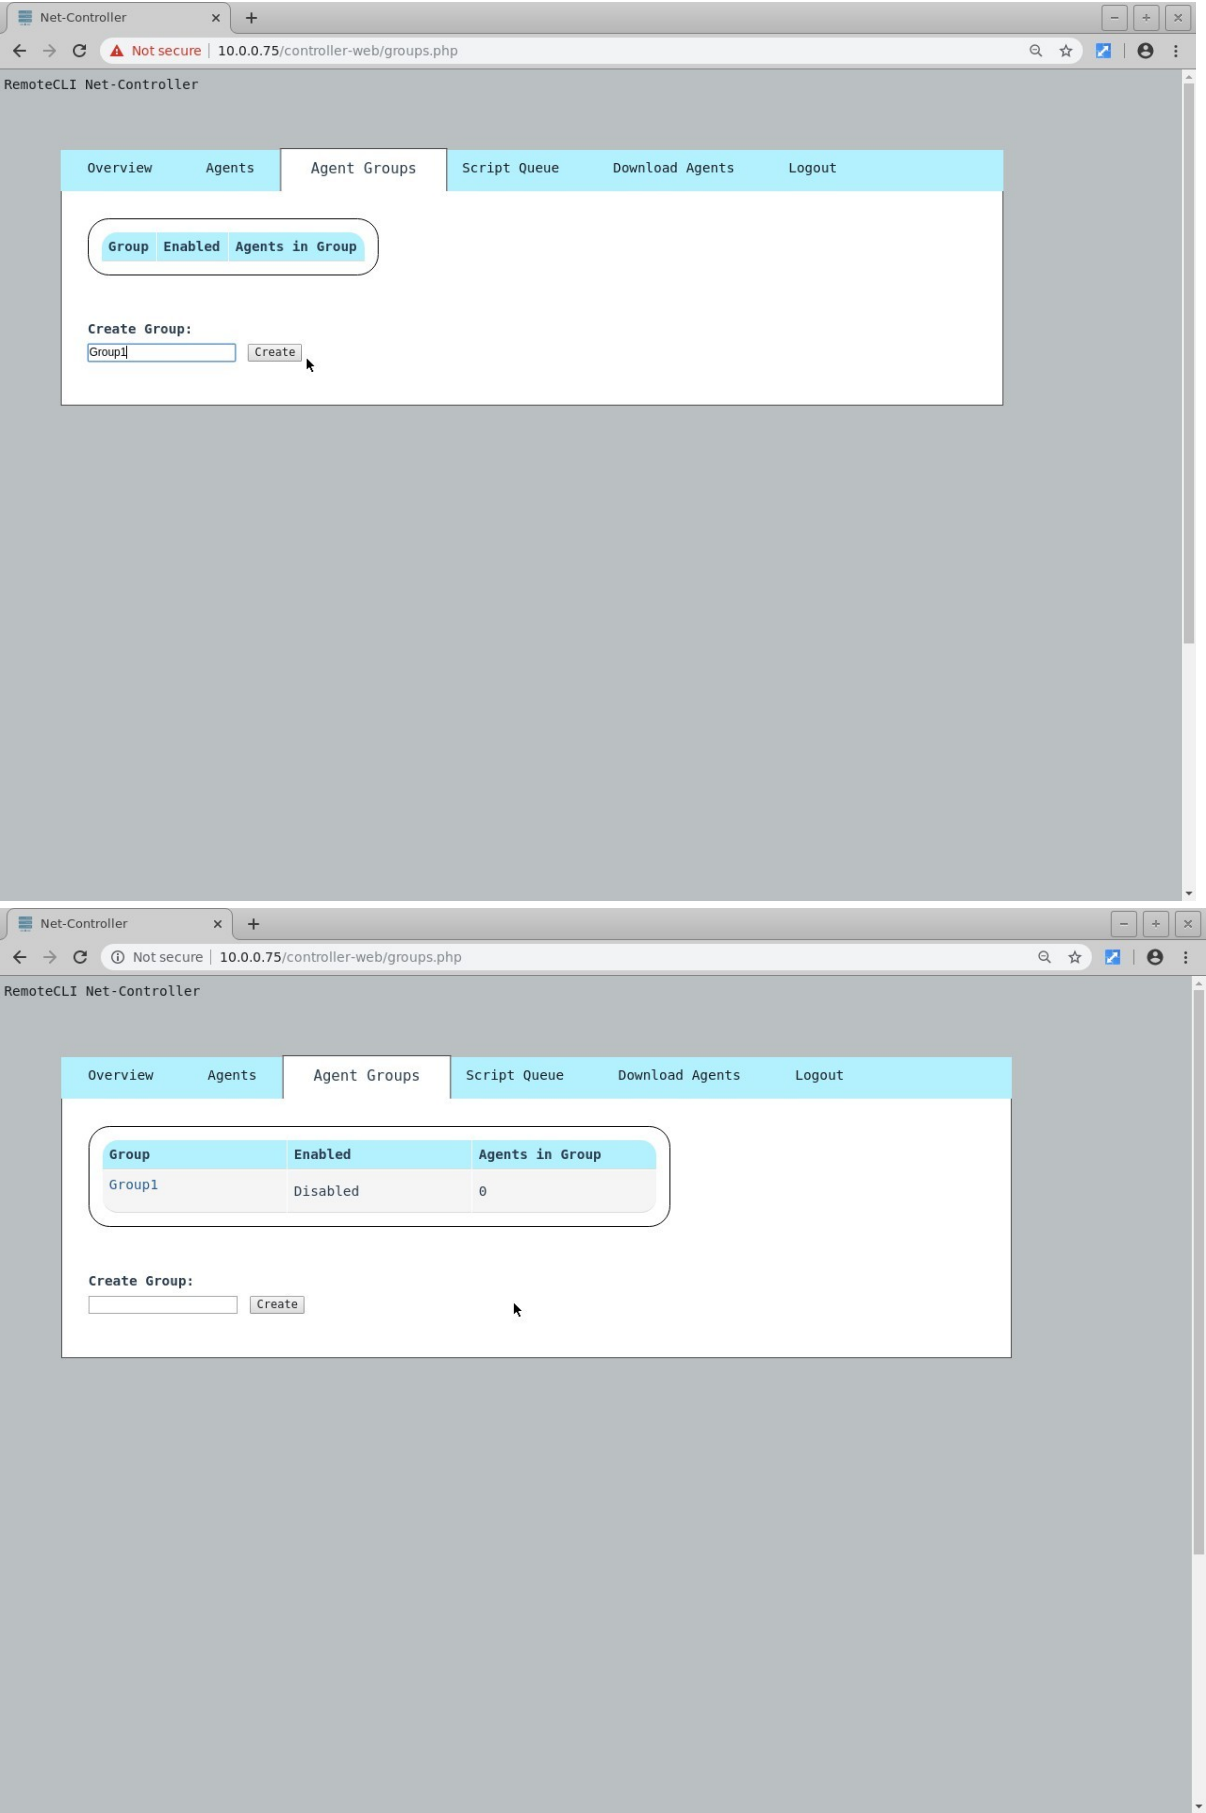 Net-Controller
Not secure 10.0.0.75/controller-web/groups.php
RemoteCLI Net-Controller
Overview Agents Agent Groups Script Queue Download Agents Logout
Group Enabled Agents in Group
Create Group:
Group1 Create
Net-Controller
Not secure 10.0.0.75/controller-web/groups.php
RemoteCLI Net-Controller
Overview Agents Agent Groups Script Queue Download Agents Logout
Group Enabled Agents in Group
Group1 Disabled 0
Create Group:
Create